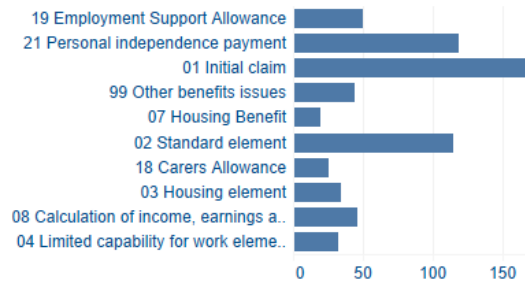 19 Employment Support Allowance
21 Personal independence payment
01 Initial claim
99 Other benefits issues
07 Housing Benefit
02 Standard element
18 Carers Allowance
03 Housing element
08 Calculation of income, earnings a..
04 Limited capability for work eleme..
0 50 100 150